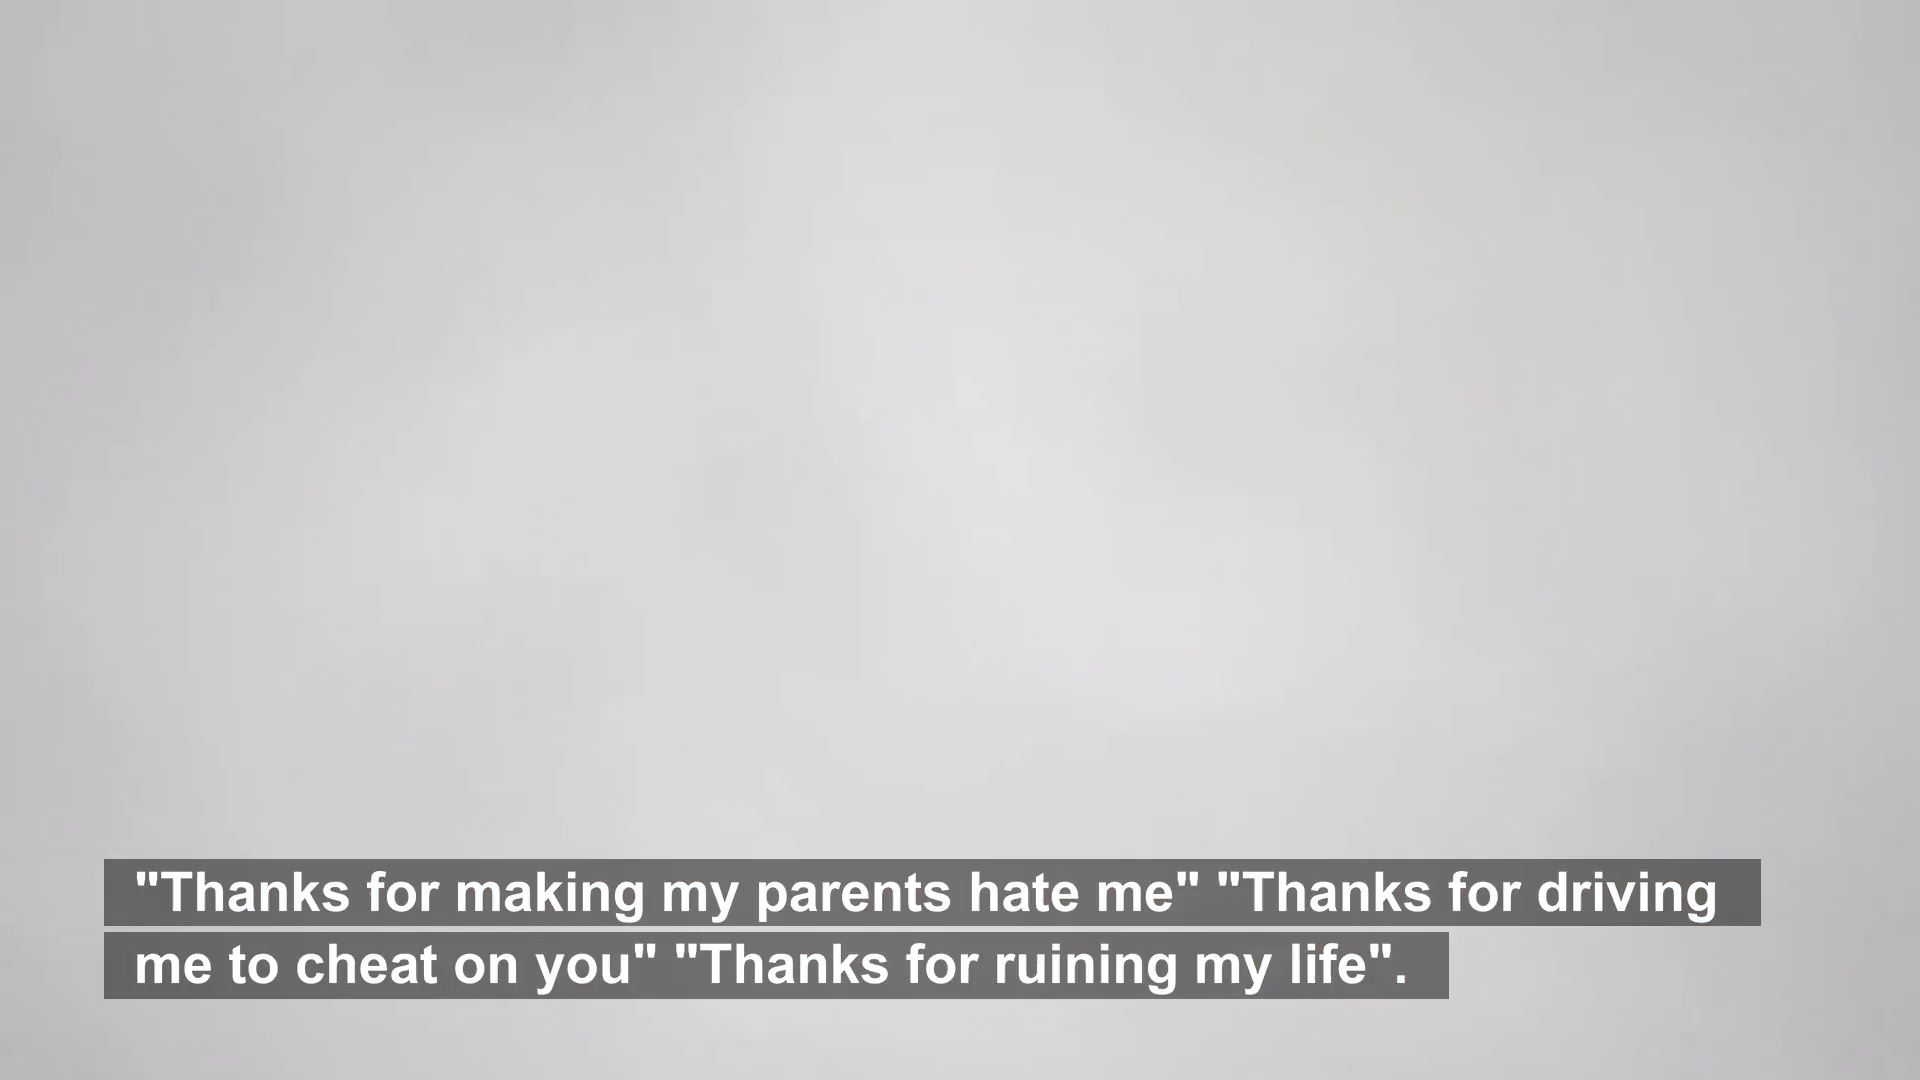 "Thanks for making my parents hate me" "Thanks for driving
me to cheat on you" "Thanks for ruining my life".